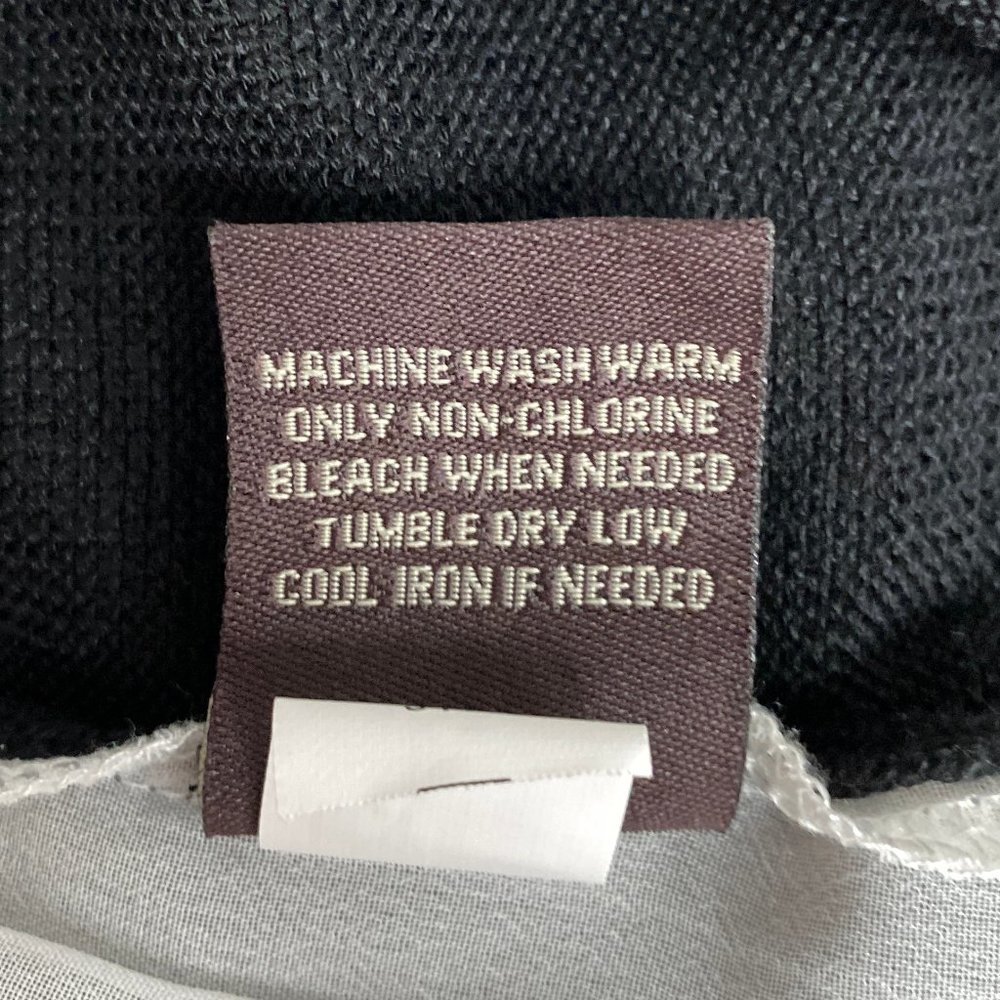 MACHINE WASH WARM
ONLY NON-CHLORINE
BLEACH WHEN NEEDED
TUMBLE DRY LOW
COOL IRON IF NEEDED